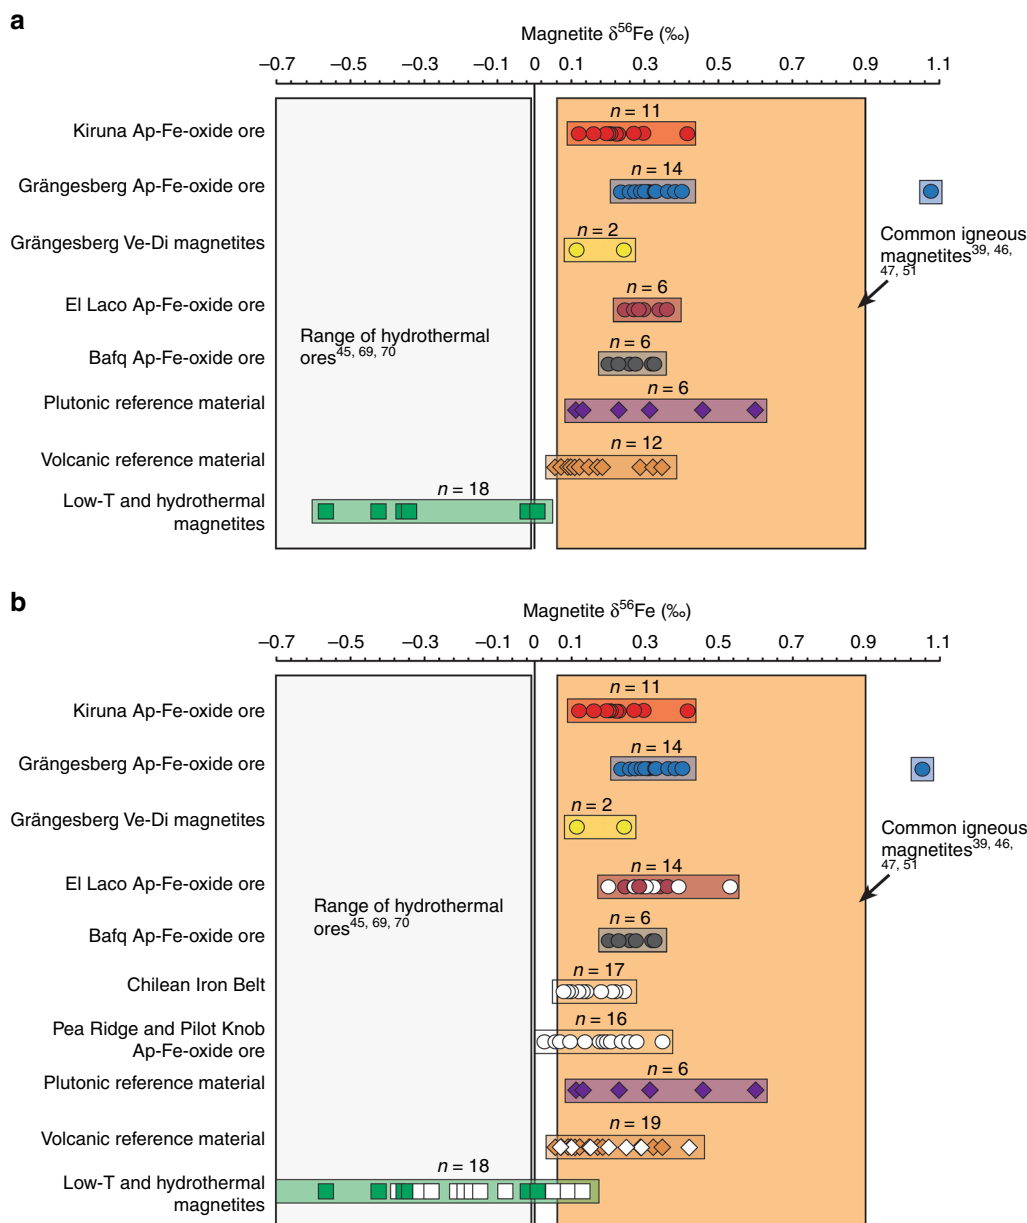 a
Magnetite δ⁵⁶Fe (‰)
–0.7 –0.5 –0.3 –0.1 0 0.1 0.3 0.5 0.7 0.9 1.1
Kiruna Ap-Fe-oxide ore
n = 11
Grängesberg Ap-Fe-oxide ore
n = 14
Grängesberg Ve-Di magnetites
n = 2
Common igneous
magnetites³⁹, ⁴⁶,
⁴⁷, ⁵¹
El Laco Ap-Fe-oxide ore
n = 6
Range of hydrothermal
ores⁴⁵, ⁶⁹, ⁷⁰
Bafq Ap-Fe-oxide ore
n = 6
Plutonic reference material
n = 6
Volcanic reference material
n = 12
Low-T and hydrothermal
magnetites
n = 18
b
Magnetite δ⁵⁶Fe (‰)
–0.7 –0.5 –0.3 –0.1 0 0.1 0.3 0.5 0.7 0.9 1.1
Kiruna Ap-Fe-oxide ore
n = 11
Grängesberg Ap-Fe-oxide ore
n = 14
Grängesberg Ve-Di magnetites
n = 2
Common igneous
magnetites³⁹, ⁴⁶,
⁴⁷, ⁵¹
El Laco Ap-Fe-oxide ore
n = 14
Range of hydrothermal
ores⁴⁵, ⁶⁹, ⁷⁰
Bafq Ap-Fe-oxide ore
n = 6
Chilean Iron Belt
n = 17
Pea Ridge and Pilot Knob
Ap-Fe-oxide ore
n = 16
Plutonic reference material
n = 6
Volcanic reference material
n = 19
Low-T and hydrothermal
magnetites
n = 18